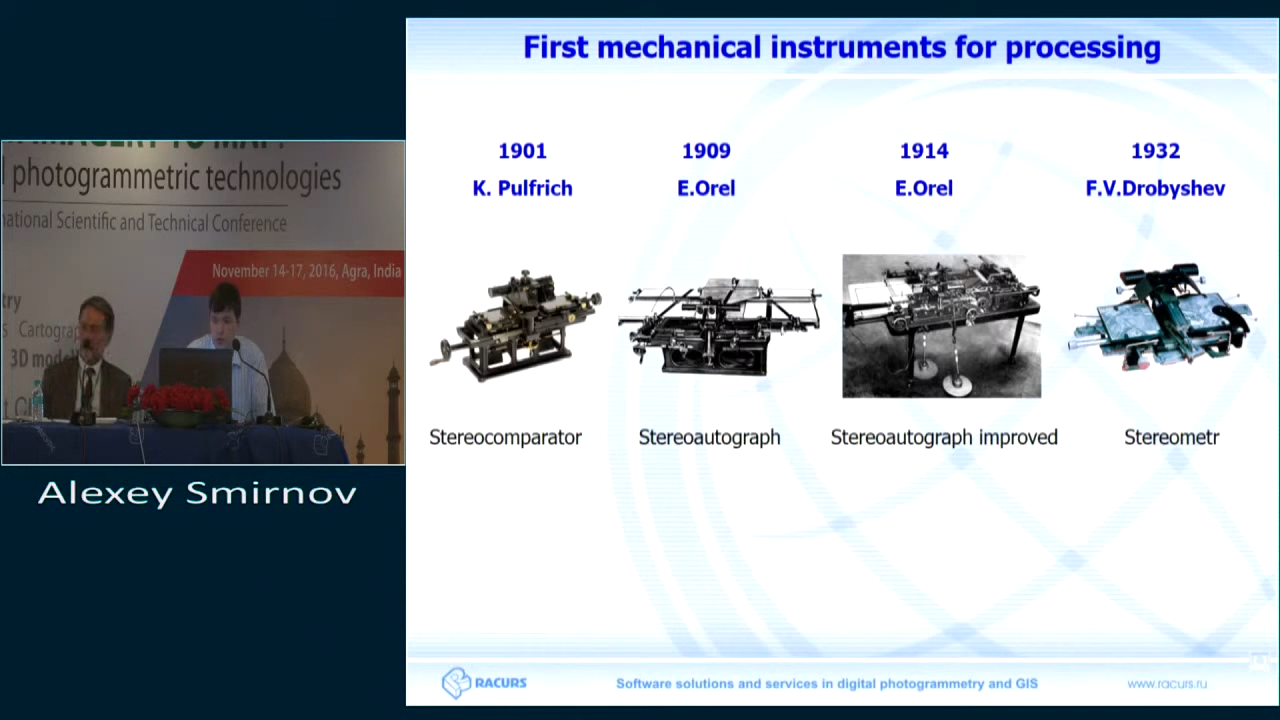 First mechanical instruments for processing
1901
1909
1914
1932
K. Pulfrich
E.Orel
E.Orel
F.V.Drobyshev
Stereocomparator
Stereoautograph
Stereoautograph improved
Stereometr
RACURS
Software solutions and services in digital photogrammetry and GIS
www.racurs.ru
photogrammetric technologies
national Scientific and Technical Conference
November 14-17, 2016, Agra, India
try
s Cartograp
3D model
Alexey Smirnov